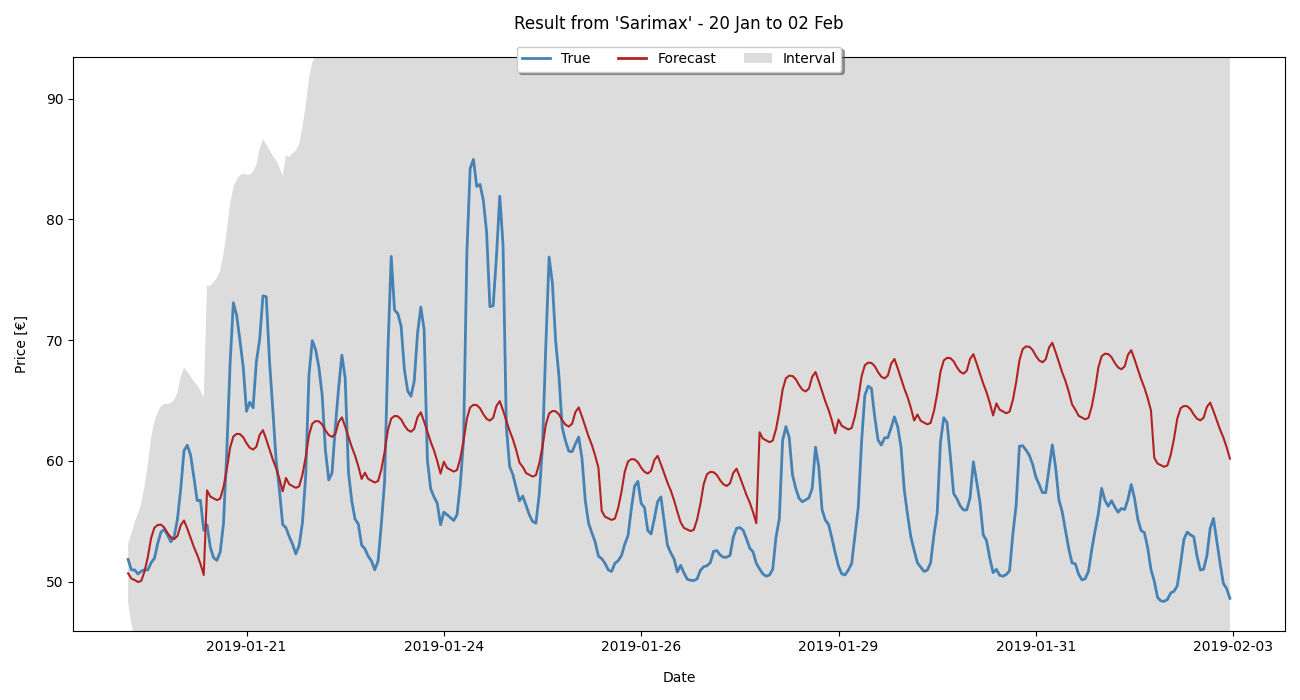 Result from 'Sarimax' - 20 Jan to 02 Feb
True Forecast Interval
90
80
70
60
50
Price [€]
2019-01-21 2019-01-24 2019-01-26 2019-01-29 2019-01-31 2019-02-03
Date